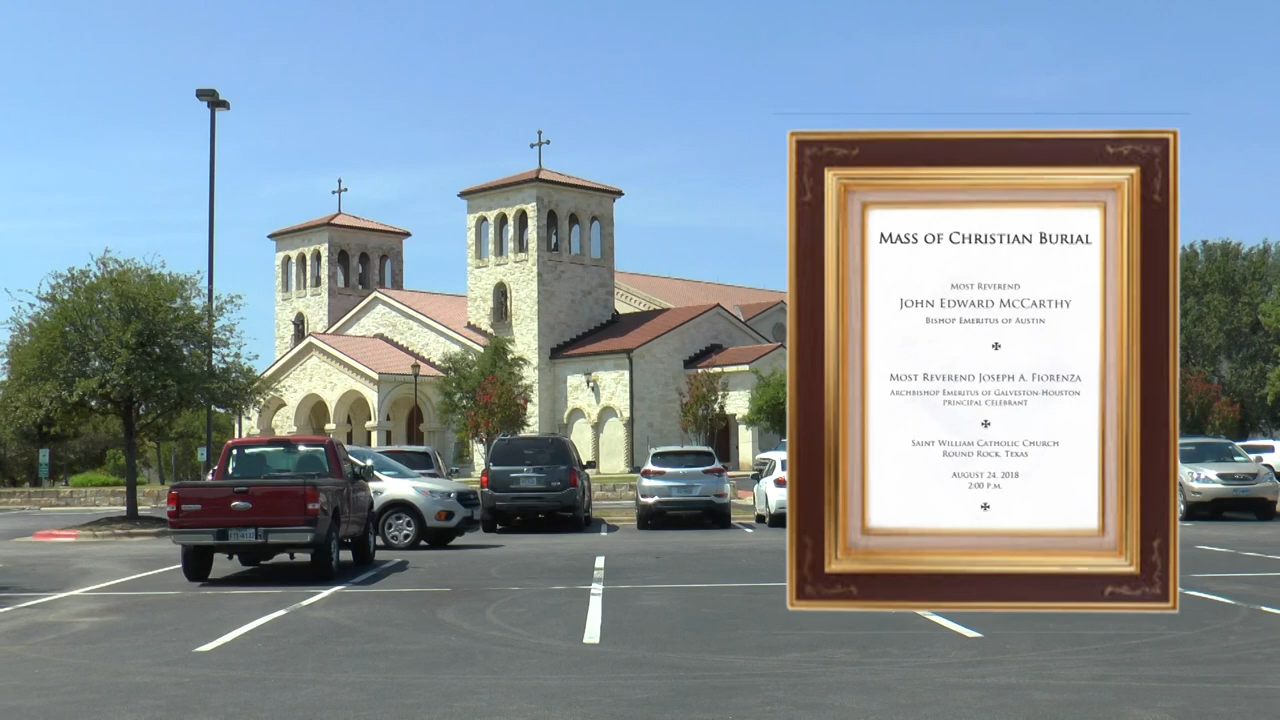 Mass of Christian Burial
Most Reverend
John Edward McCarthy
Bishop Emeritus of Austin
Most Reverend Joseph A. Fiorenza
Archbishop Emeritus of Galveston-Houston
Principal Celebrant
Saint William Catholic Church
Round Rock, Texas
August 24, 2018
2:00 p.m.